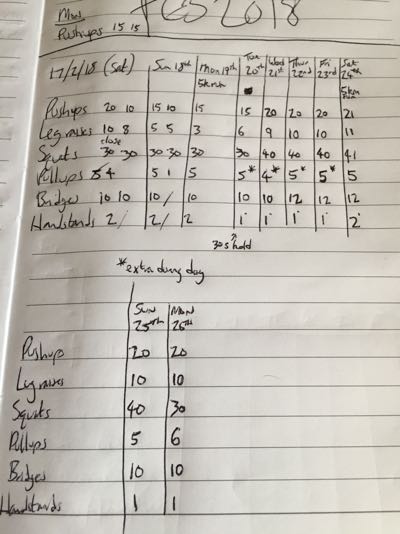 FEB 2018
Mon
Pushups 15 15
17/2/18 (Sat) Sun 18th Mon 19th Tue 20th Wed 21st Thur 22nd Fri 23rd Sat 24th
5km run 5km run
Pushups 20 10 15 10 15 15 20 20 20 21
Leg raises 10 8 5 5 3 6 9 10 10 11
close
Squats 30 30 30 30 30 30 40 40 40 41
Pullups 5 4 5 1 5 5* 4* 5* 5* 5
Bridges 10 10 10 / 10 10 10 12 12 12
Handstands 2 / 2 / 2 1 1 1 1 2
30s hold
*extra during day
Sun 25th Mon 26th
Pushup 20 20
Leg raises 10 10
Squats 40 30
Pullups 5 6
Bridges 10 10
Handstands 1 1